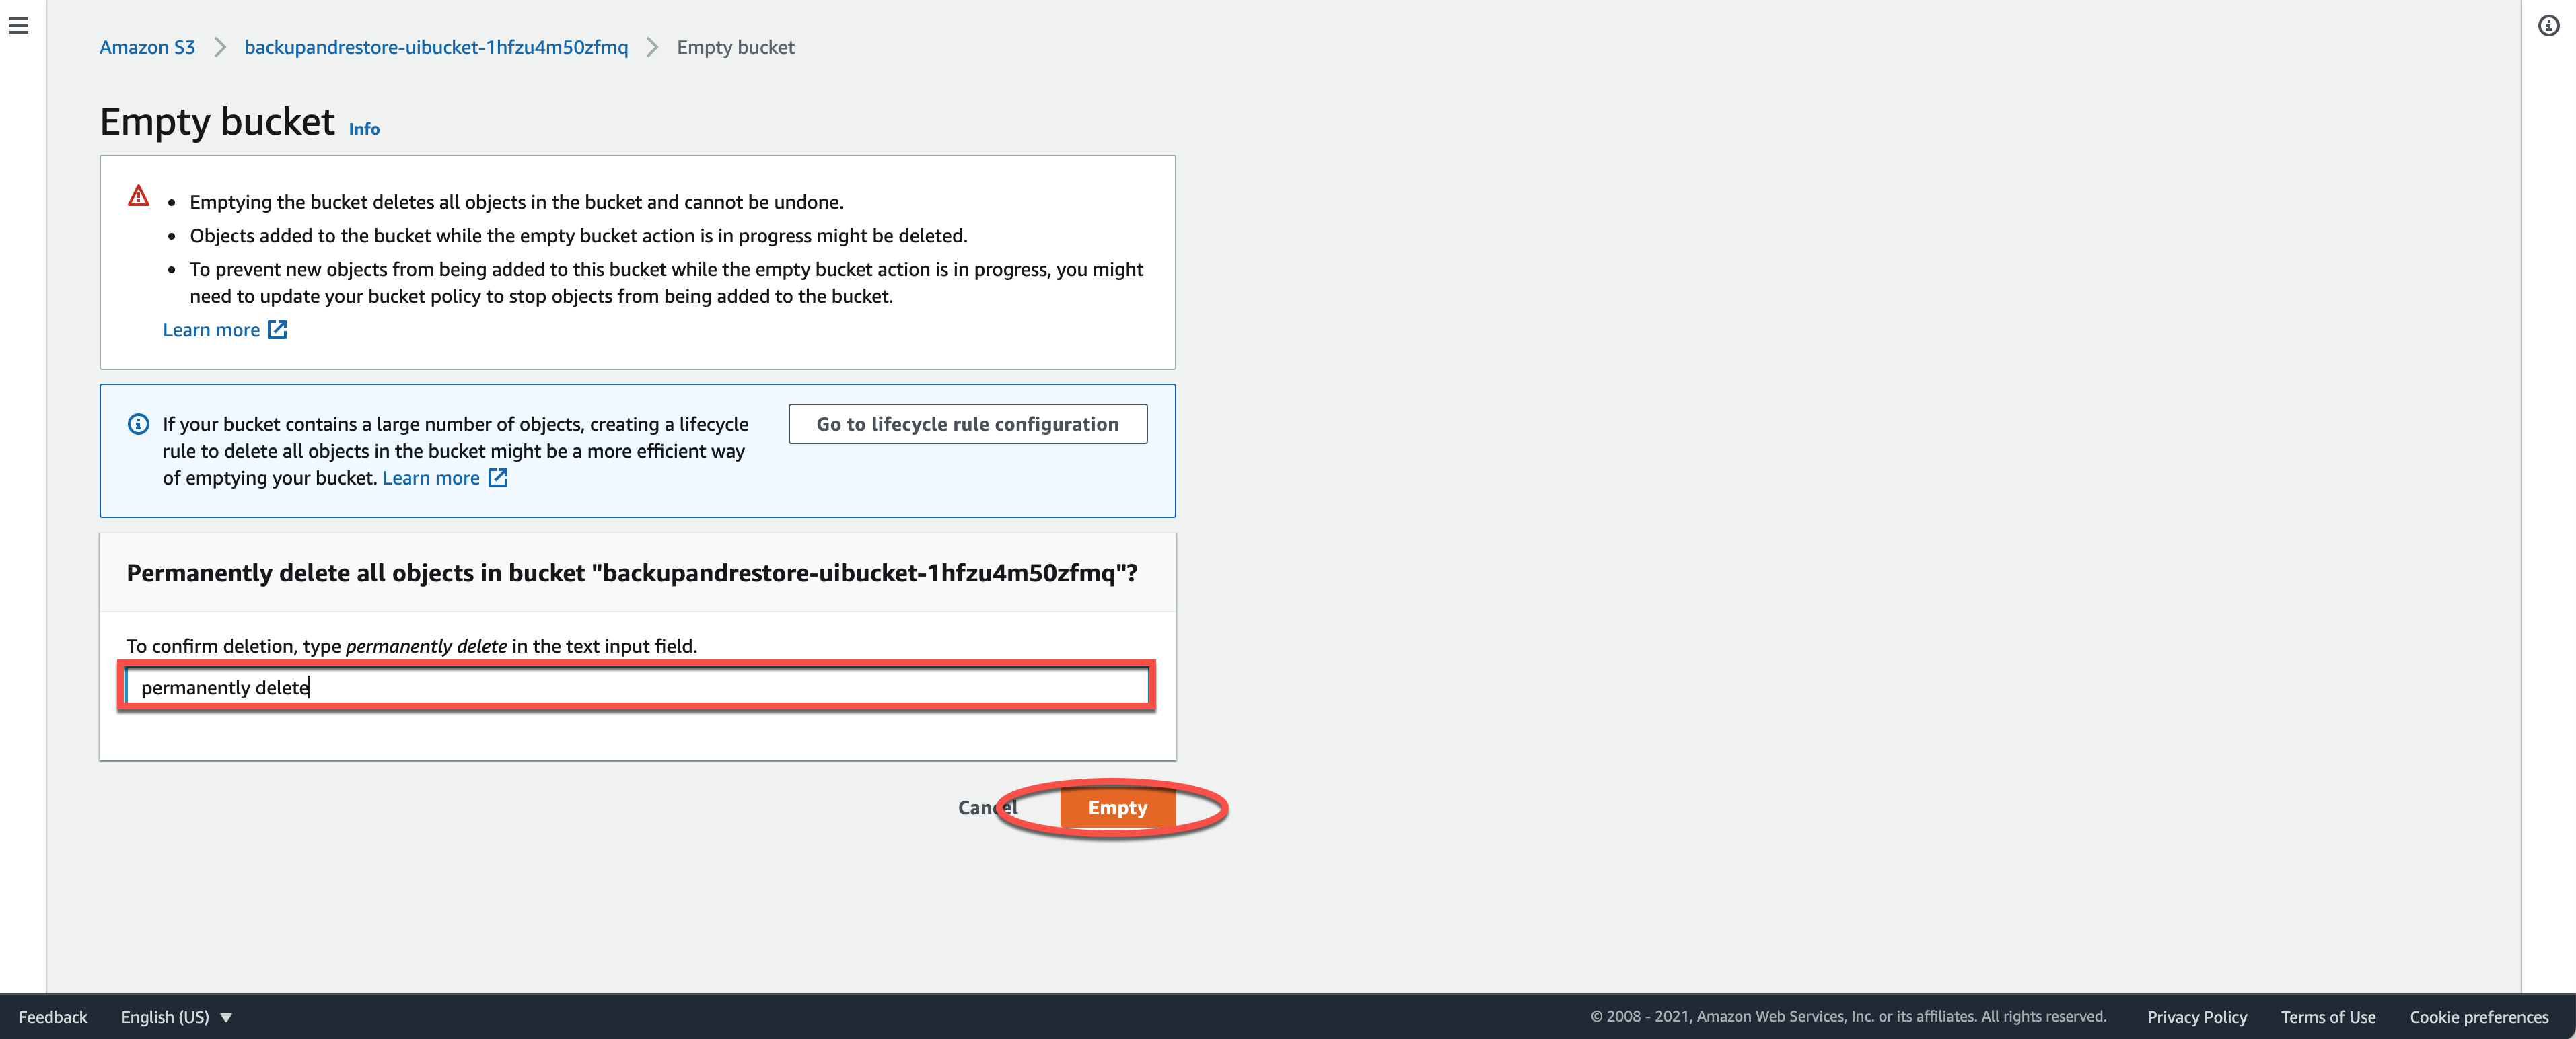 Amazon S3 > backupandrestore-uibucket-1hfzu4m50zfmq > Empty bucket
Empty bucket Info
• Emptying the bucket deletes all objects in the bucket and cannot be undone.
• Objects added to the bucket while the empty bucket action is in progress might be deleted.
• To prevent new objects from being added to this bucket while the empty bucket action is in progress, you might
need to update your bucket policy to stop objects from being added to the bucket.
Learn more
If your bucket contains a large number of objects, creating a lifecycle
rule to delete all objects in the bucket might be a more efficient way
of emptying your bucket. Learn more
Go to lifecycle rule configuration
Permanently delete all objects in bucket "backupandrestore-uibucket-1hfzu4m50zfmq"?
To confirm deletion, type permanently delete in the text input field.
permanently delete
Cancel Empty
Feedback English (US) © 2008 - 2021, Amazon Web Services, Inc. or its affiliates. All rights reserved. Privacy Policy Terms of Use Cookie preferences